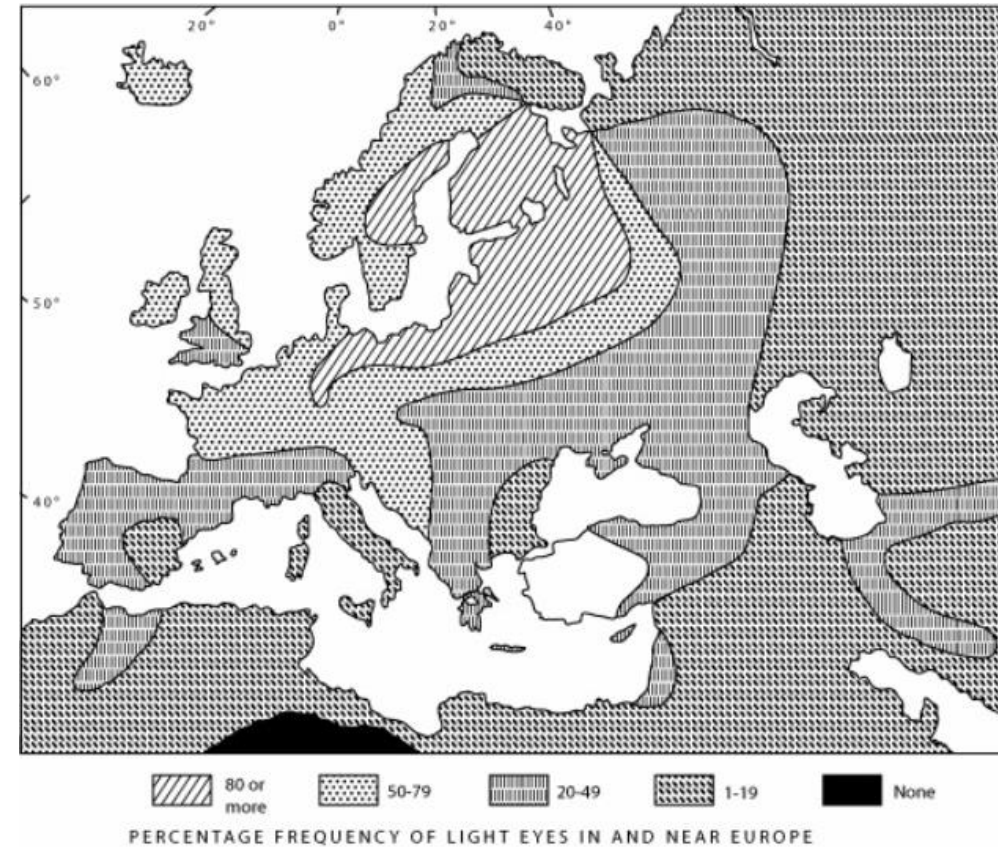 20° 0° 20° 40°
60°
50°
40°
80 or
more
50-79
20-49
1-19
None
PERCENTAGE FREQUENCY OF LIGHT EYES IN AND NEAR EUROPE